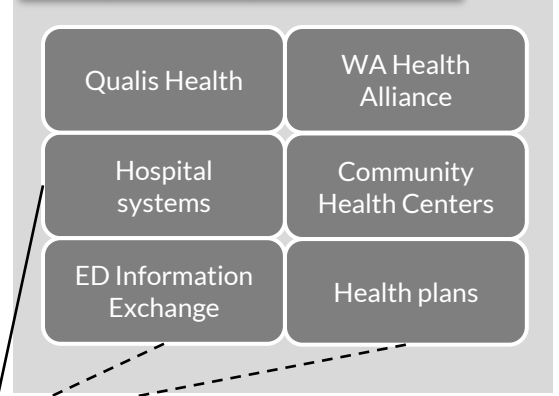 Qualis Health
WA Health
Alliance
Hospital
systems
Community
Health Centers
ED Information
Exchange
Health plans